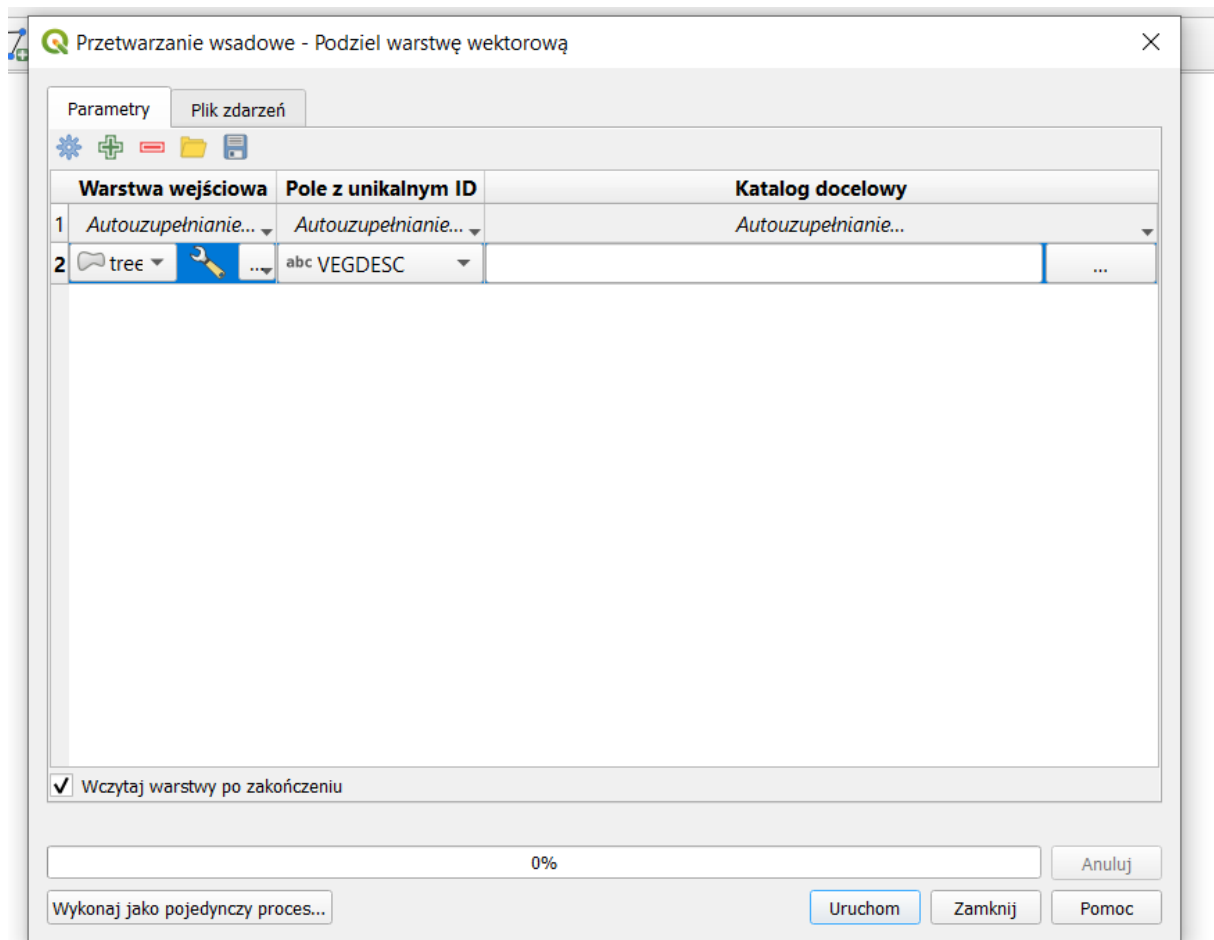 Przetwarzanie wsadowe - Podziel warstwę wektorową
Parametry Plik zdarzeń
Warstwa wejściowa Pole z unikalnym ID Katalog docelowy
1 Autouzupełnianie... Autouzupełnianie... Autouzupełnianie...
2 tree ... abc VEGDESC ...
Wczytaj warstwy po zakończeniu
0% Anuluj
Wykonaj jako pojedynczy proces... Uruchom Zamknij Pomoc